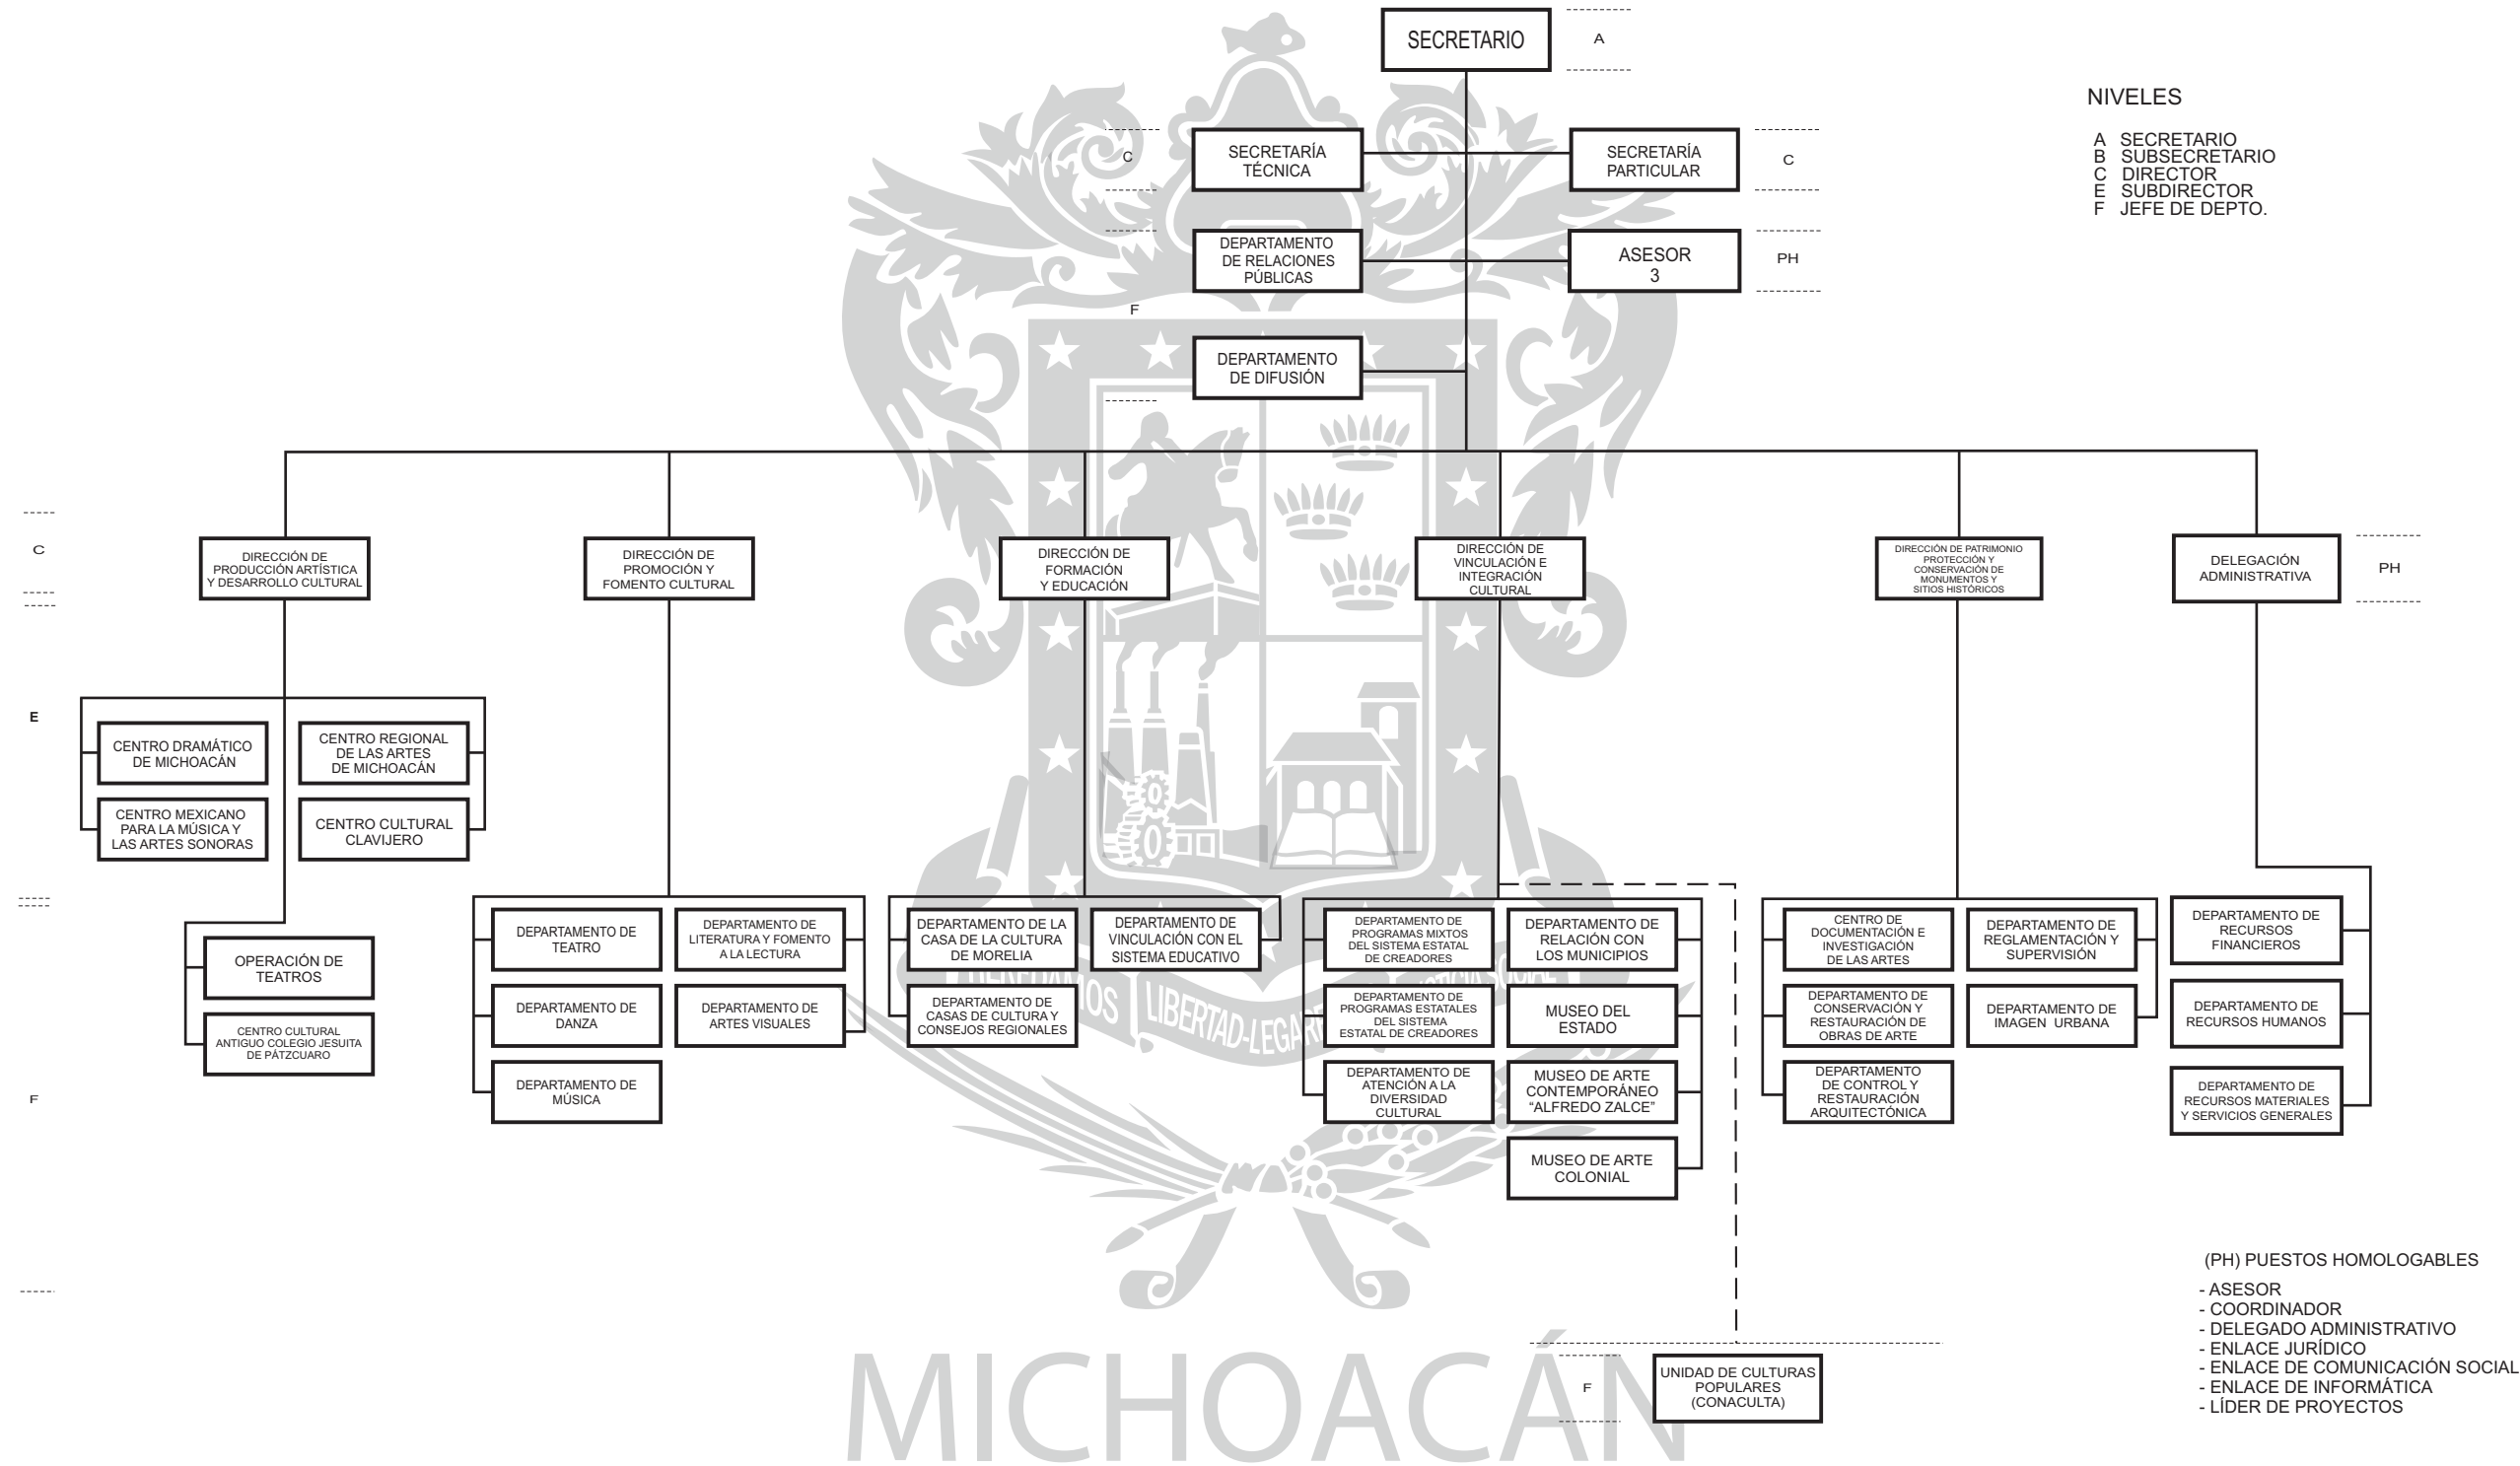 SECRETARIO
A
NIVELES
A SECRETARIO
B SUBSECRETARIO
C DIRECTOR
E SUBDIRECTOR
F JEFE DE DEPTO.
C
SECRETARÍA
TÉCNICA
SECRETARÍA
PARTICULAR
C
DEPARTAMENTO
DE RELACIONES
PÚBLICAS
ASESOR
3
PH
F
DEPARTAMENTO
DE DIFUSIÓN
C
DIRECCIÓN DE
PRODUCCIÓN ARTÍSTICA
Y DESARROLLO CULTURAL
DIRECCIÓN DE
PROMOCIÓN Y
FOMENTO CULTURAL
DIRECCIÓN DE
FORMACIÓN
Y EDUCACIÓN
DIRECCIÓN DE
VINCULACIÓN E
INTEGRACIÓN
CULTURAL
DIRECCIÓN DE PATRIMONIO
PROTECCIÓN Y
CONSERVACIÓN DE
MONUMENTOS Y
SITIOS HISTÓRICOS
DELEGACIÓN
ADMINISTRATIVA
PH
E
CENTRO DRAMÁTICO
DE MICHOACÁN
CENTRO REGIONAL
DE LAS ARTES
DE MICHOACÁN
CENTRO MEXICANO
PARA LA MÚSICA Y
LAS ARTES SONORAS
CENTRO CULTURAL
CLAVIJERO
F
OPERACIÓN DE
TEATROS
CENTRO CULTURAL
ANTIGUO COLEGIO JESUITA
DE PÁTZCUARO
DEPARTAMENTO DE
TEATRO
DEPARTAMENTO DE
LITERATURA Y FOMENTO
A LA LECTURA
DEPARTAMENTO DE
DANZA
DEPARTAMENTO DE
ARTES VISUALES
DEPARTAMENTO DE
MÚSICA
DEPARTAMENTO DE LA
CASA DE LA CULTURA
DE MORELIA
DEPARTAMENTO DE
VINCULACIÓN CON EL
SISTEMA EDUCATIVO
DEPARTAMENTO DE
CASAS DE CULTURA Y
CONSEJOS REGIONALES
DEPARTAMENTO DE
PROGRAMAS MIXTOS
DEL SISTEMA ESTATAL
DE CREADORES
DEPARTAMENTO DE
RELACIÓN CON
LOS MUNICIPIOS
DEPARTAMENTO DE
PROGRAMAS ESTATALES
DEL SISTEMA
ESTATAL DE CREADORES
MUSEO DEL
ESTADO
DEPARTAMENTO DE
ATENCIÓN A LA
DIVERSIDAD
CULTURAL
MUSEO DE ARTE
CONTEMPORÁNEO
“ALFREDO ZALCE”
MUSEO DE ARTE
COLONIAL
CENTRO DE
DOCUMENTACIÓN E
INVESTIGACIÓN
DE LAS ARTES
DEPARTAMENTO DE
REGLAMENTACIÓN Y
SUPERVISIÓN
DEPARTAMENTO DE
CONSERVACIÓN Y
RESTAURACIÓN DE
OBRAS DE ARTE
DEPARTAMENTO DE
IMAGEN URBANA
DEPARTAMENTO
DE CONTROL Y
RESTAURACIÓN
ARQUITECTÓNICA
DEPARTAMENTO DE
RECURSOS
FINANCIEROS
DEPARTAMENTO DE
RECURSOS HUMANOS
DEPARTAMENTO DE
RECURSOS MATERIALES
Y SERVICIOS GENERALES
F
UNIDAD DE CULTURAS
POPULARES
(CONACULTA)
(PH) PUESTOS HOMOLOGABLES
- ASESOR
- COORDINADOR
- DELEGADO ADMINISTRATIVO
- ENLACE JURÍDICO
- ENLACE DE COMUNICACIÓN SOCIAL
- ENLACE DE INFORMÁTICA
- LÍDER DE PROYECTOS
MICHOACÁN